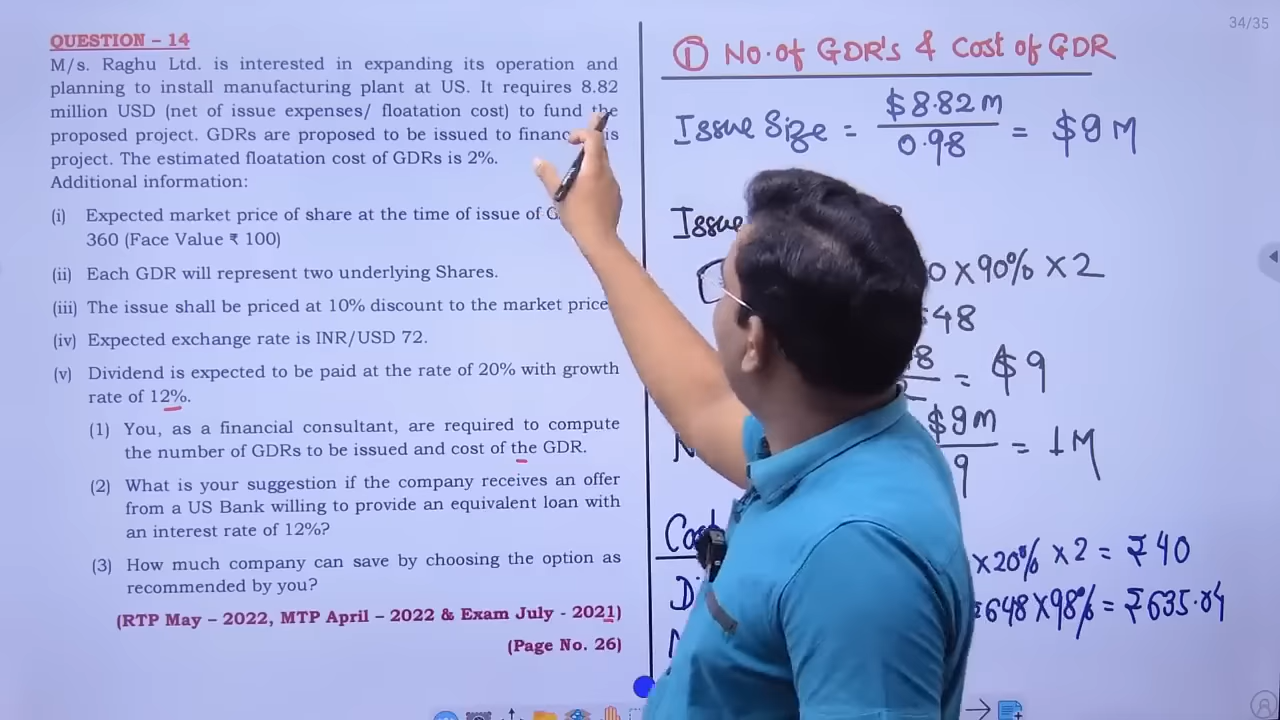 34/35
QUESTION – 14
M/s. Raghu Ltd. is interested in expanding its operation and
planning to install manufacturing plant at US. It requires 8.82
million USD (net of issue expenses/ floatation cost) to fund the
proposed project. GDRs are proposed to be issued to financ is
project. The estimated floatation cost of GDRs is 2%.
Additional information:
(i) Expected market price of share at the time of issue of G
360 (Face Value ₹ 100)
(ii) Each GDR will represent two underlying Shares.
(iii) The issue shall be priced at 10% discount to the market price
(iv) Expected exchange rate is INR/USD 72.
(v) Dividend is expected to be paid at the rate of 20% with growth
rate of 12%.
(1) You, as a financial consultant, are required to compute
the number of GDRs to be issued and cost of the GDR.
(2) What is your suggestion if the company receives an offer
from a US Bank willing to provide an equivalent loan with
an interest rate of 12%?
(3) How much company can save by choosing the option as
recommended by you?
(RTP May – 2022, MTP April – 2022 & Exam July - 2021)
(Page No. 26)
① No. of GDR's & Cost of GDR
Issue Size = $8.82M / 0.98 = $9M
Issue
0 x 90% x 2
48
8 = $9
$9M / 9 = 1M
Cost
x 20% x 2 = ₹40
648 x 98% = ₹635.04